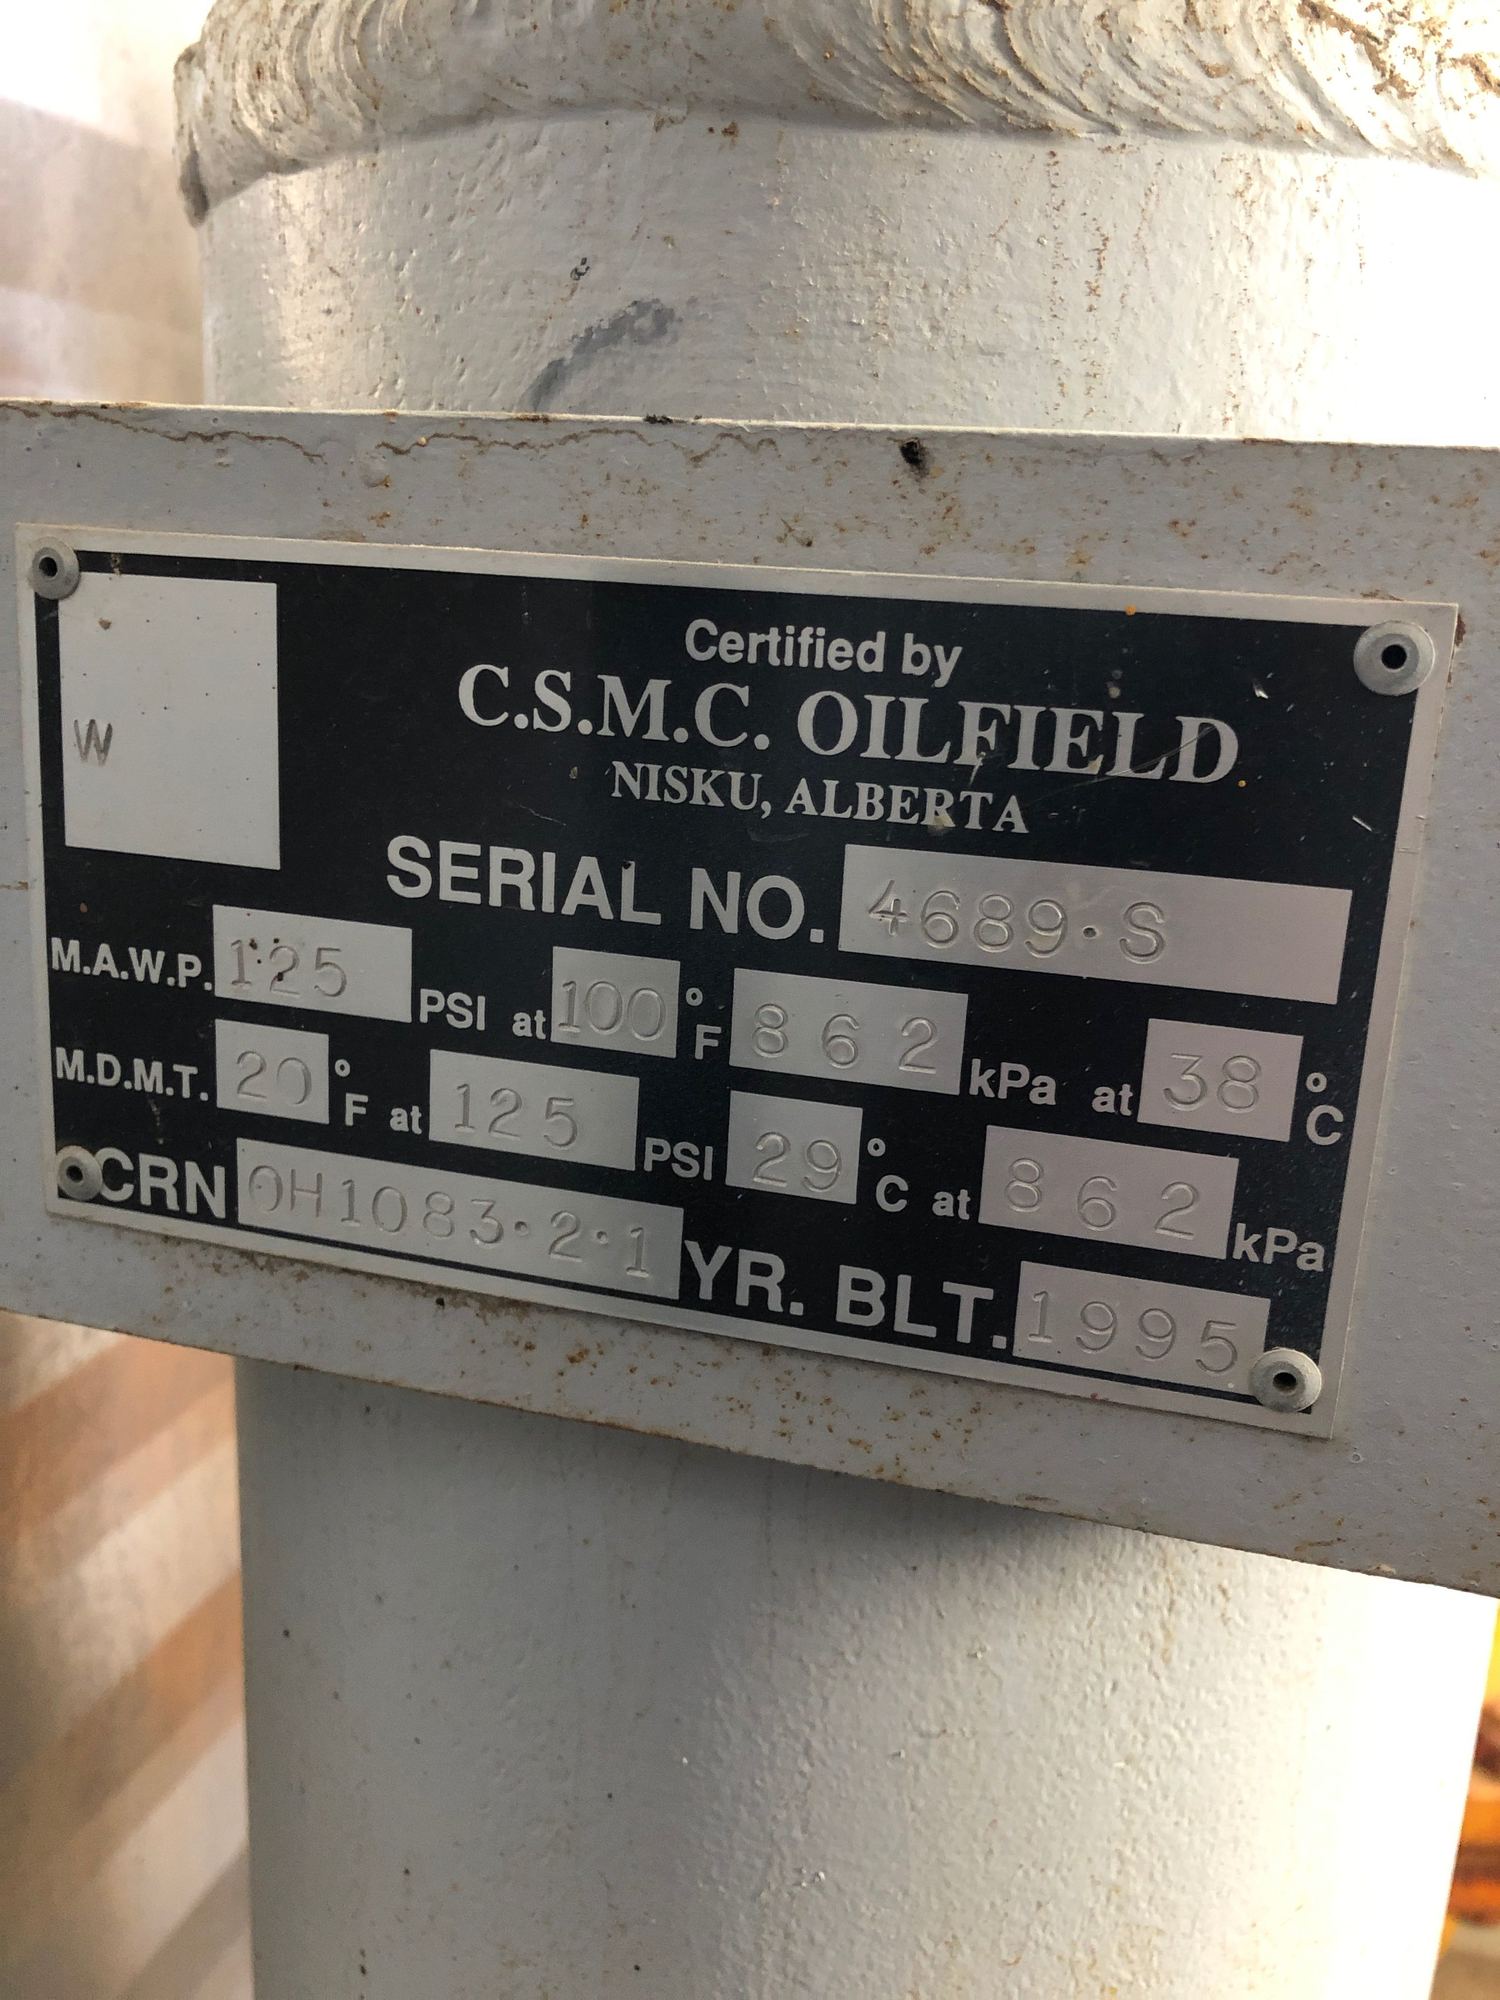 W
Certified by
C.S.M.C. OILFIELD
NISKU, ALBERTA
SERIAL NO. 4689·S
M.A.W.P. 125 PSI at 100 °F 862 kPa at 38 °C
M.D.M.T. 20 °F at 125 PSI 29 °C at 862 kPa
CRN 0H1083·2·1 YR. BLT. 1995